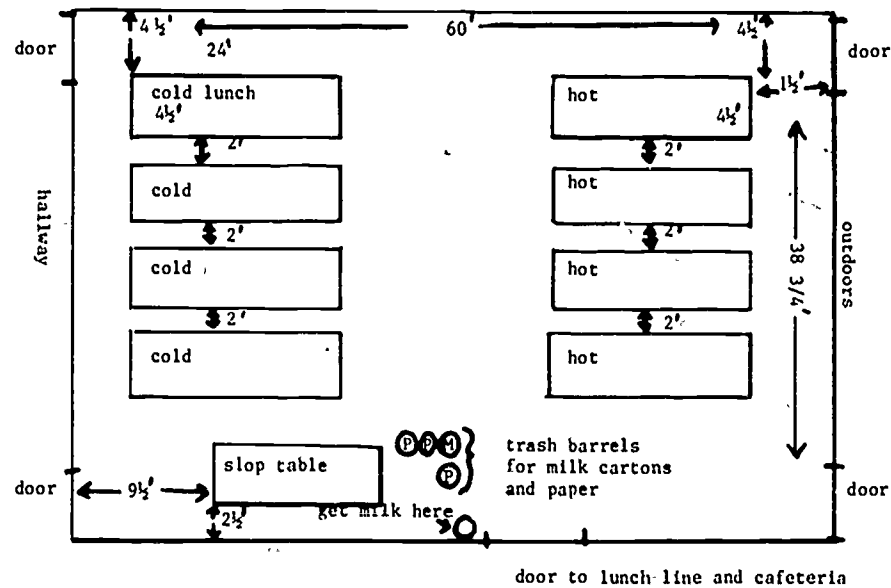 4 ½' 60' 4½'
door 24' door
1½'
cold lunch hot
4½' 4½'
2' 2'
cold hot
2' 2'
hallway outdoors
38 3/4'
cold hot
2' 2'
cold hot
P P M trash barrels
slop table for milk cartons
P and paper
door 9½' door
2½' get milk here
door to lunch line and cafeteria